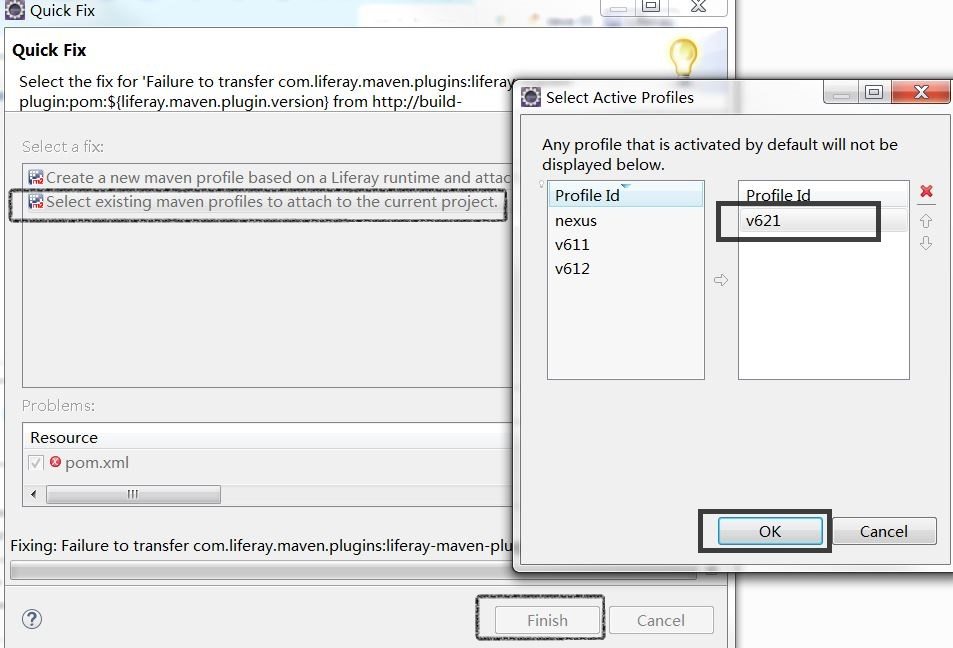 Quick Fix
Quick Fix
Select the fix for 'Failure to transfer com.liferay.maven.plugins:liferay
plugin:pom:${liferay.maven.plugin.version} from http://build-
Select a fix:
Create a new maven profile based on a Liferay runtime and attac
Select existing maven profiles to attach to the current project.
Problems:
Resource
pom.xml
Fixing: Failure to transfer com.liferay.maven.plugins:liferay-maven-plu
Finish
Cancel
Select Active Profiles
Any profile that is activated by default will not be
displayed below.
Profile Id
nexus
v611
v612
Profile Id
v621
OK
Cancel